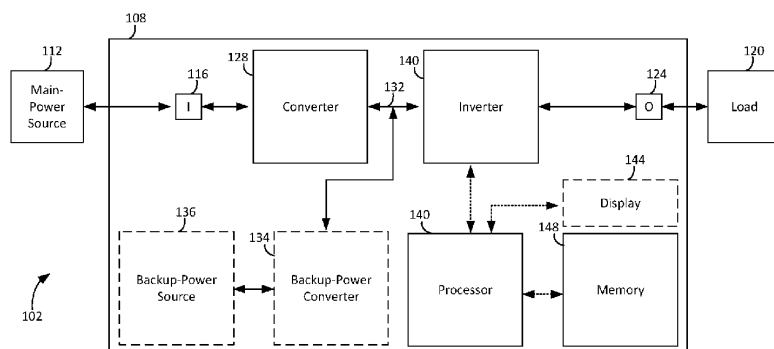 108
112
Main-
Power
Source
116
I
128
Converter
132
140
Inverter
124
O
120
Load
136
Backup-Power
Source
134
Backup-Power
Converter
140
Processor
144
Display
148
Memory
102